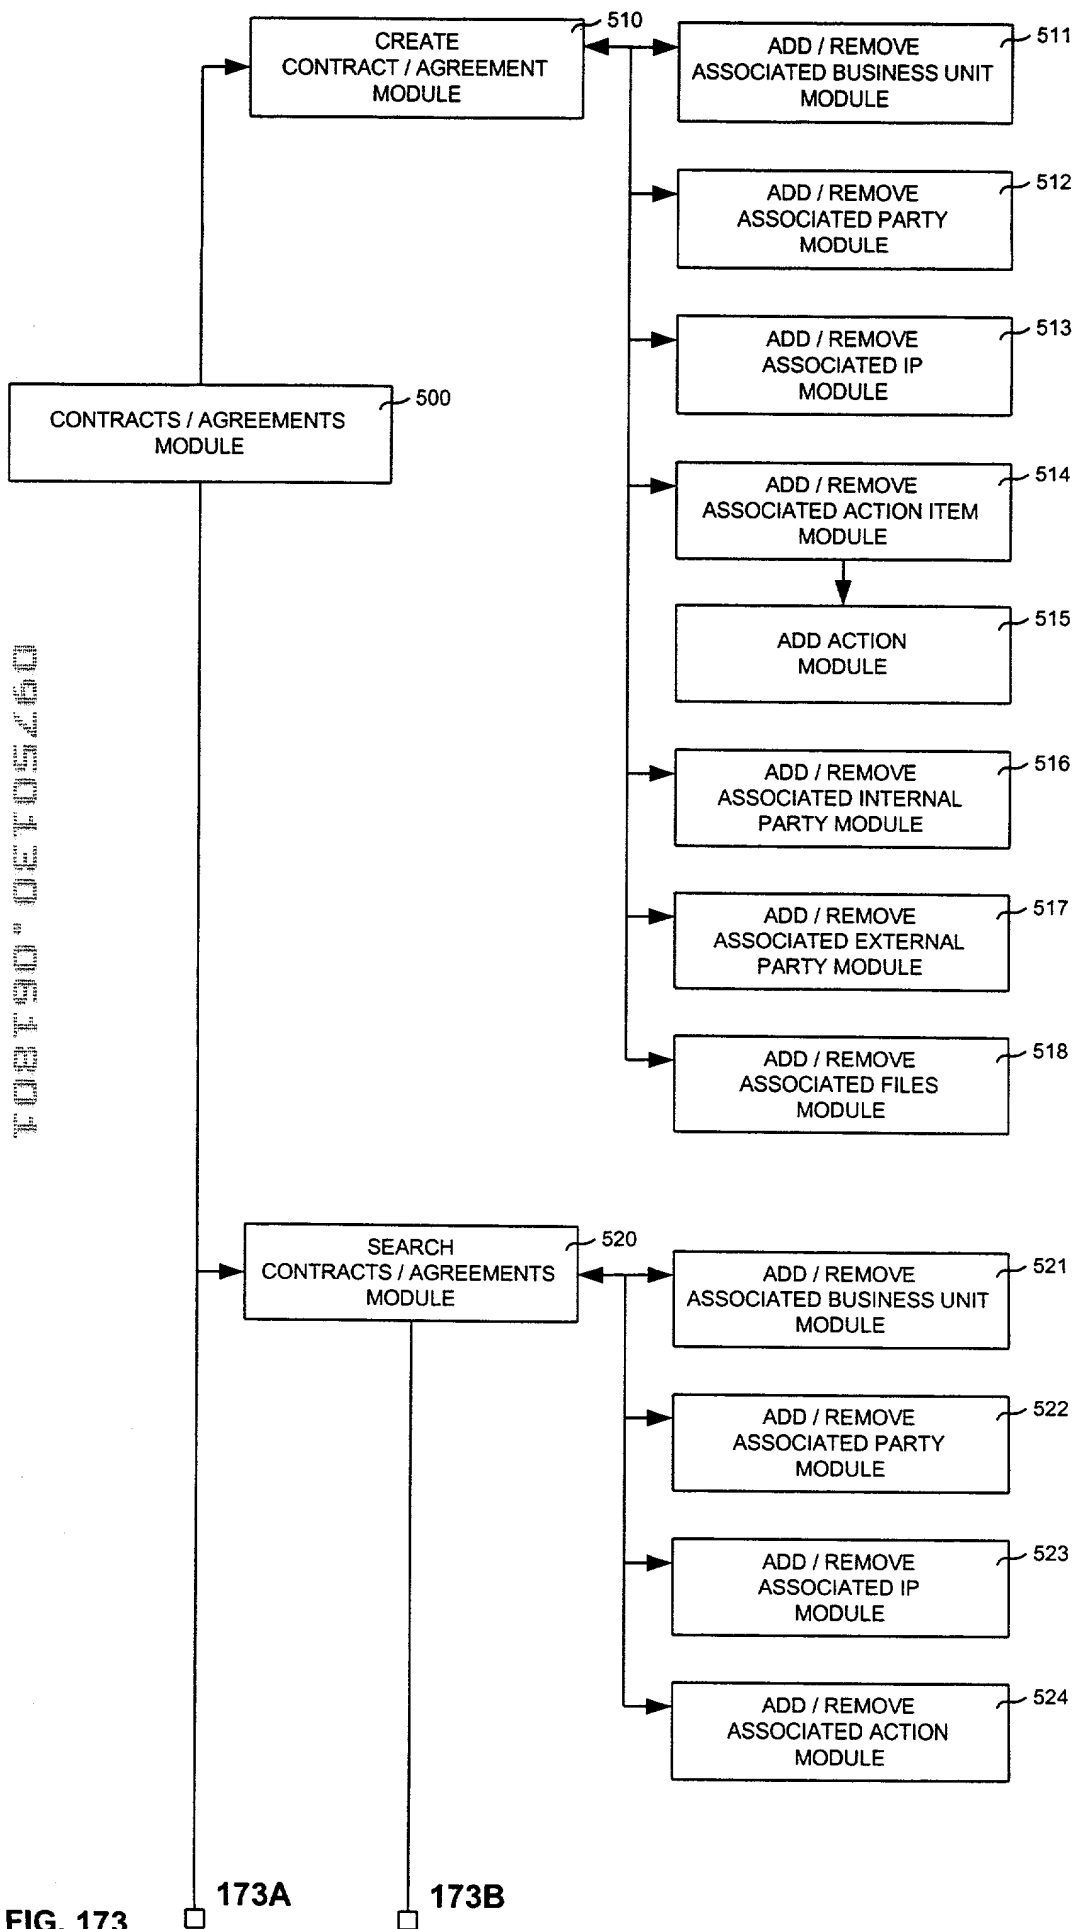 CREATE
CONTRACT / AGREEMENT
MODULE
510
ADD / REMOVE
ASSOCIATED BUSINESS UNIT
MODULE
511
ADD / REMOVE
ASSOCIATED PARTY
MODULE
512
ADD / REMOVE
ASSOCIATED IP
MODULE
513
CONTRACTS / AGREEMENTS
MODULE
500
ADD / REMOVE
ASSOCIATED ACTION ITEM
MODULE
514
ADD ACTION
MODULE
515
ADD / REMOVE
ASSOCIATED INTERNAL
PARTY MODULE
516
ADD / REMOVE
ASSOCIATED EXTERNAL
PARTY MODULE
517
ADD / REMOVE
ASSOCIATED FILES
MODULE
518
09750130.061801
SEARCH
CONTRACTS / AGREEMENTS
MODULE
520
ADD / REMOVE
ASSOCIATED BUSINESS UNIT
MODULE
521
ADD / REMOVE
ASSOCIATED PARTY
MODULE
522
ADD / REMOVE
ASSOCIATED IP
MODULE
523
ADD / REMOVE
ASSOCIATED ACTION
MODULE
524
173A
173B
FIG. 173